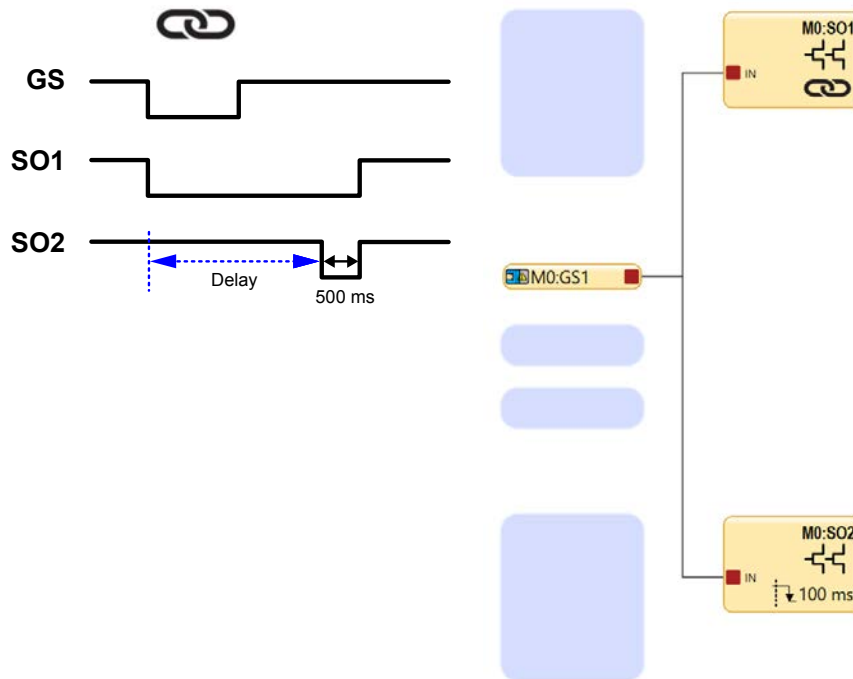 GS
SO1
SO2
Delay
500 ms
M0:SO1
IN
M0:GS1
M0:SO2
IN
100 ms